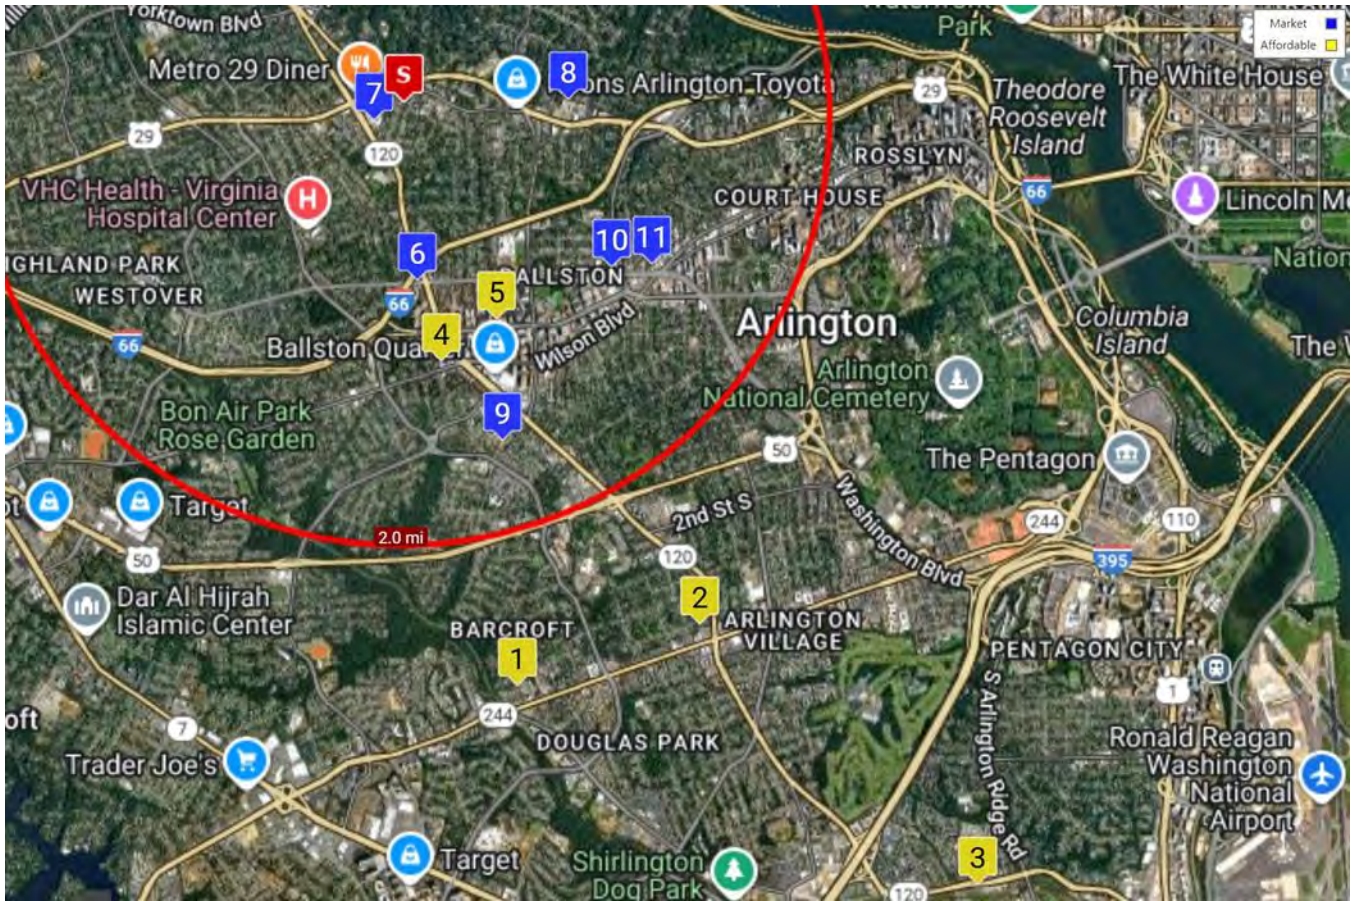 Yorktown Blvd
Park
Market
Affordable
Metro 29 Diner
S
7
8
ons Arlington Toyota
29
Theodore
Roosevelt
Island
The White House
29
120
ROSSLYN
VHC Health - Virginia
Hospital Center
H
COURT HOUSE
66
Lincoln Me
6
10
11
IGHLAND PARK
WESTOVER
66
5
BALLSTON
Nation
66
4
Ballston Quarter
Wilson Blvd
Arlington
Columbia
Island
The W
Arlington
National Cemetery
Bon Air Park
Rose Garden
9
50
The Pentagon
Target
2nd St S
Washington Blvd
244
110
2.0 mi
50
120
395
Dar Al Hijrah
Islamic Center
2
BARCROFT
ARLINGTON
VILLAGE
1
PENTAGON CITY
S Arlington Ridge Rd
1
oft
7
244
DOUGLAS PARK
Trader Joe's
Ronald Reagan
Washington
National
Airport
Target
Shirlington
Dog Park
3
120